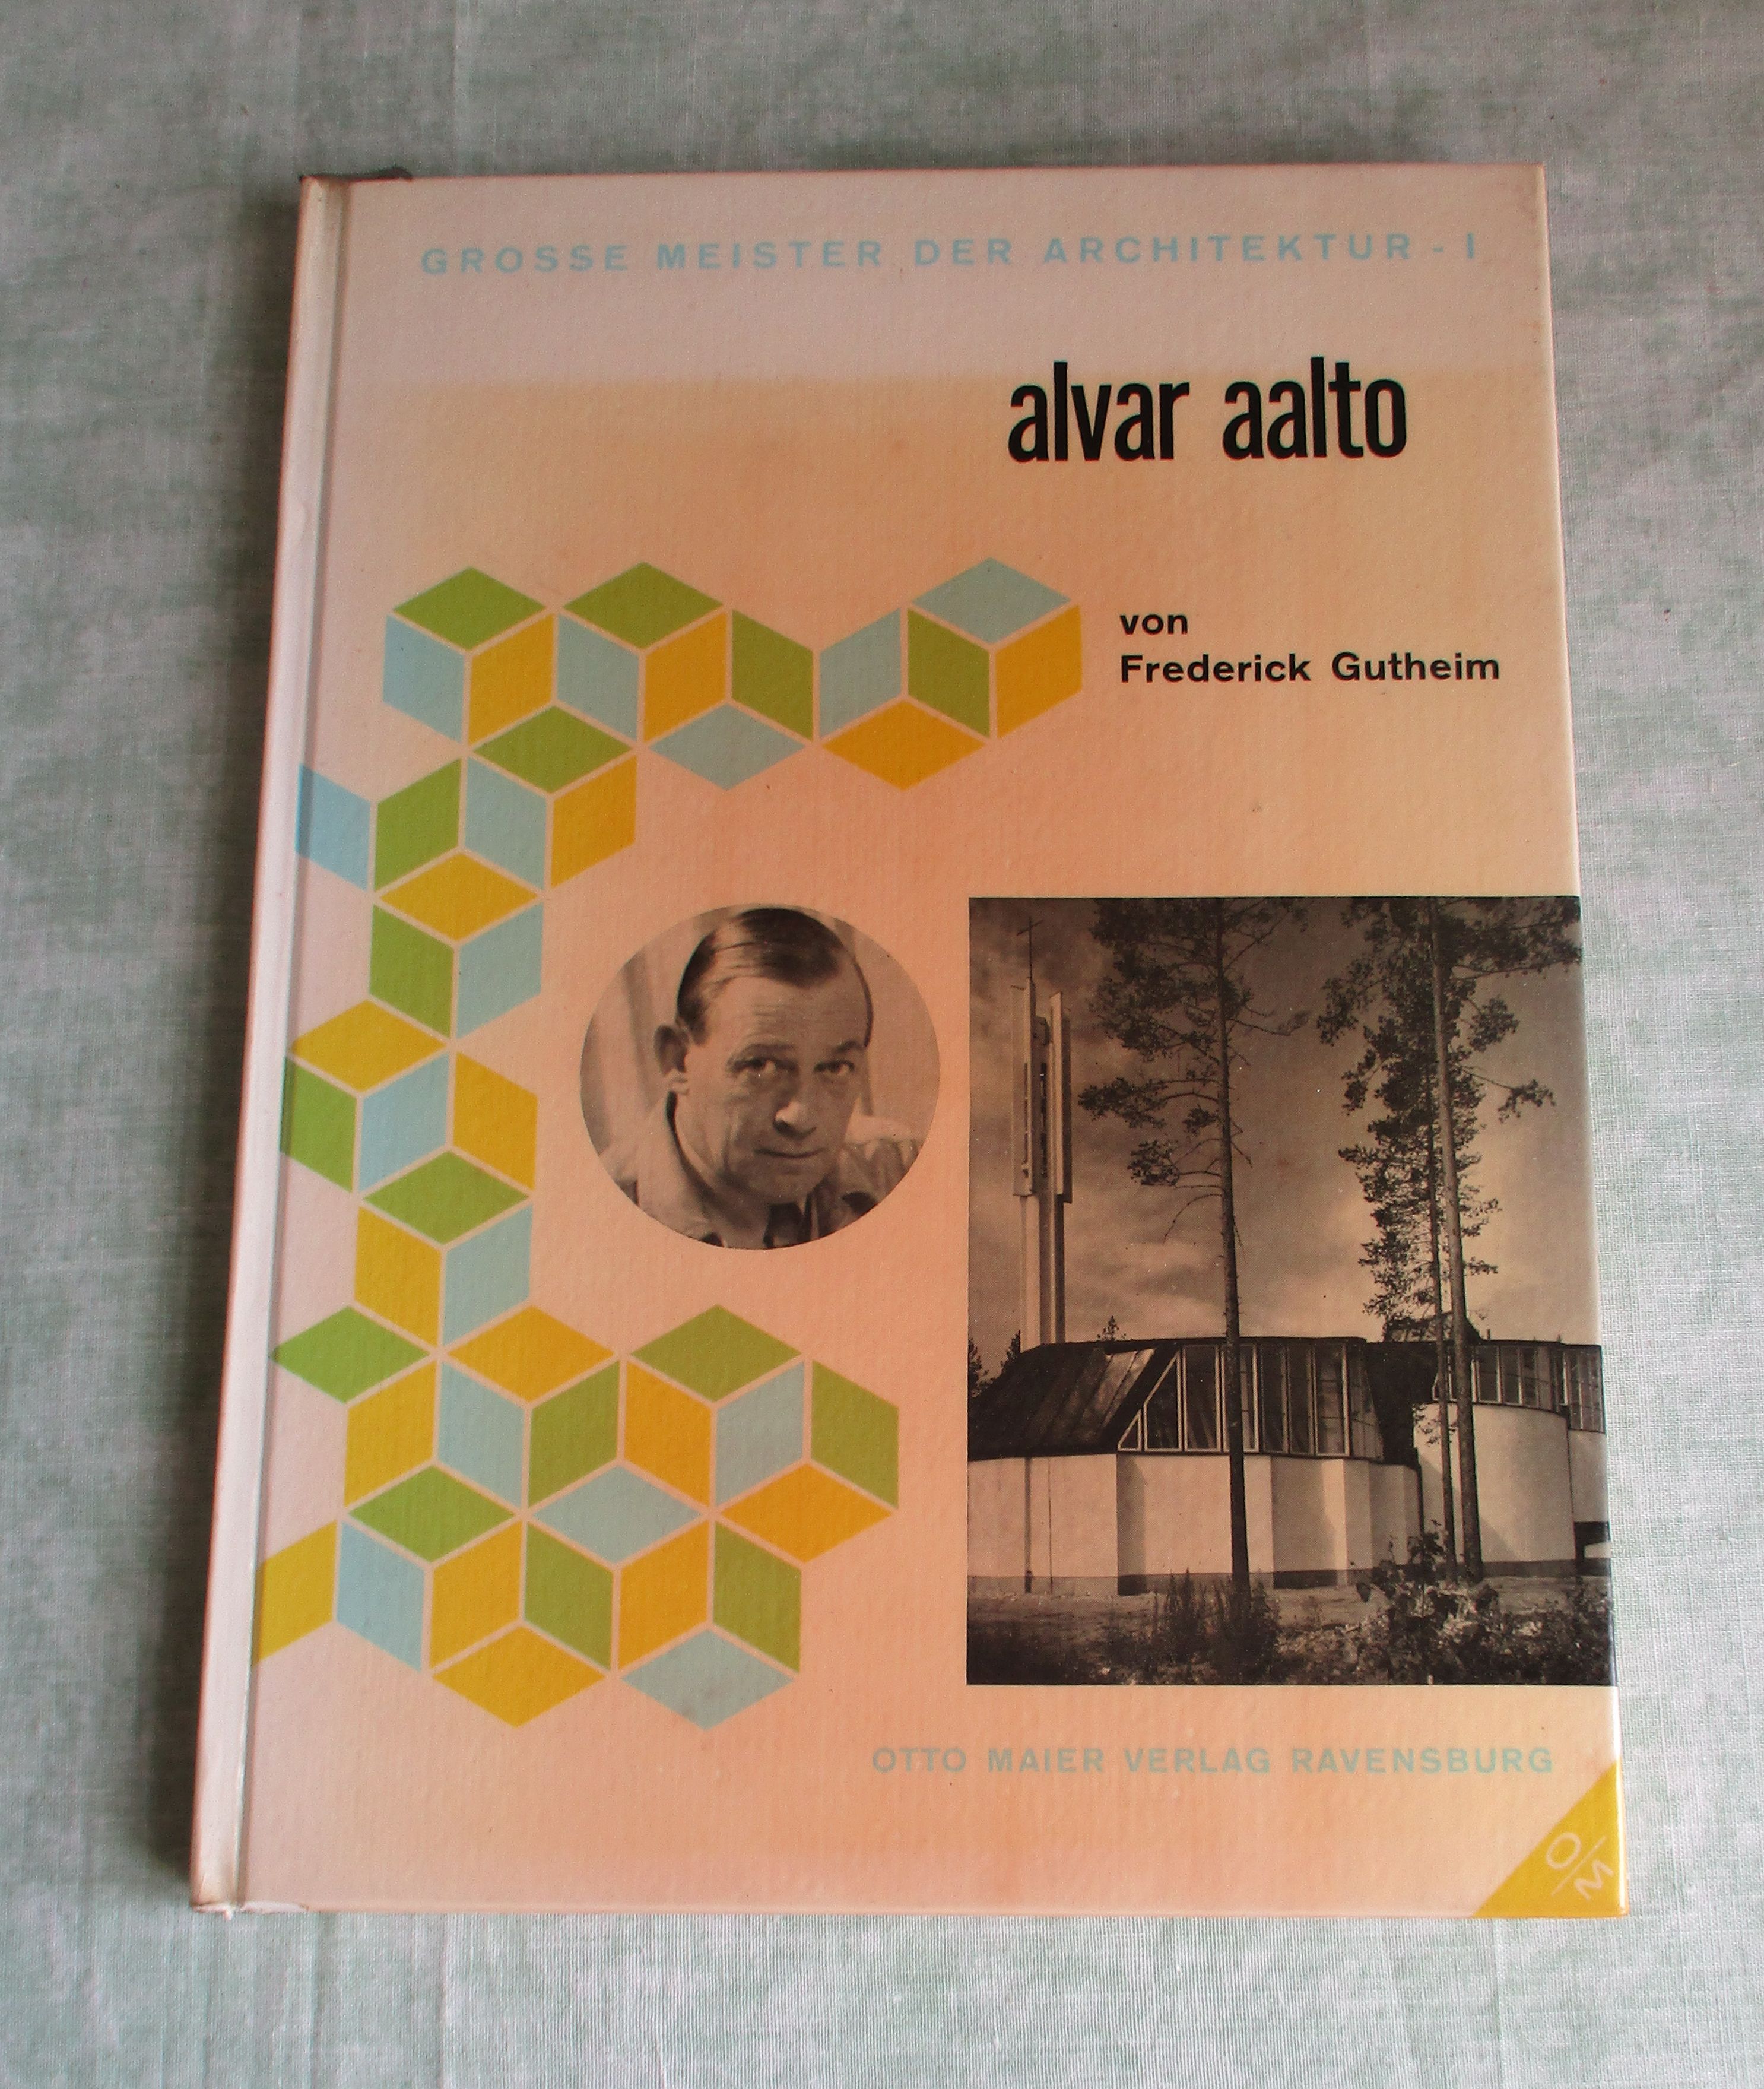 GROSSE MEISTER DER ARCHITEKTUR - I
alvar aalto
von
Frederick Gutheim
OTTO MAIER VERLAG RAVENSBURG
O/M